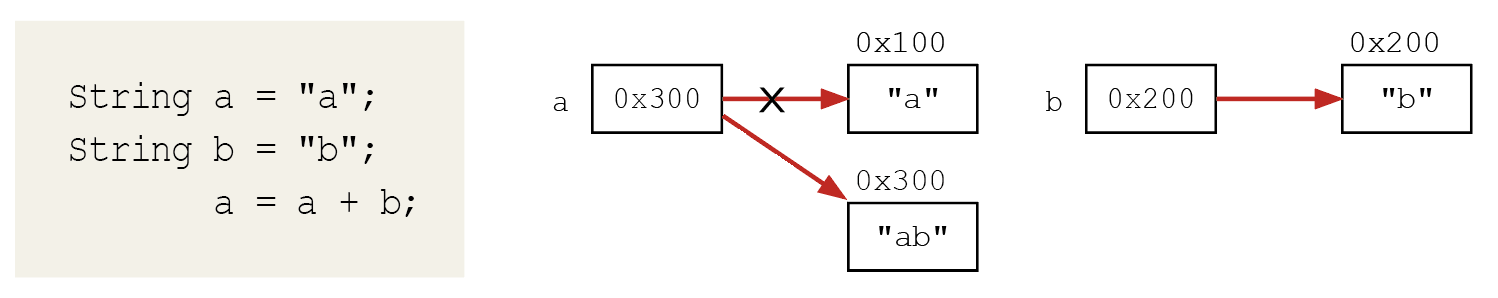 String a = "a";
String b = "b";
a = a + b;
0x100
0x200
a
0x300
X
"a"
b
0x200
"b"
0x300
"ab"